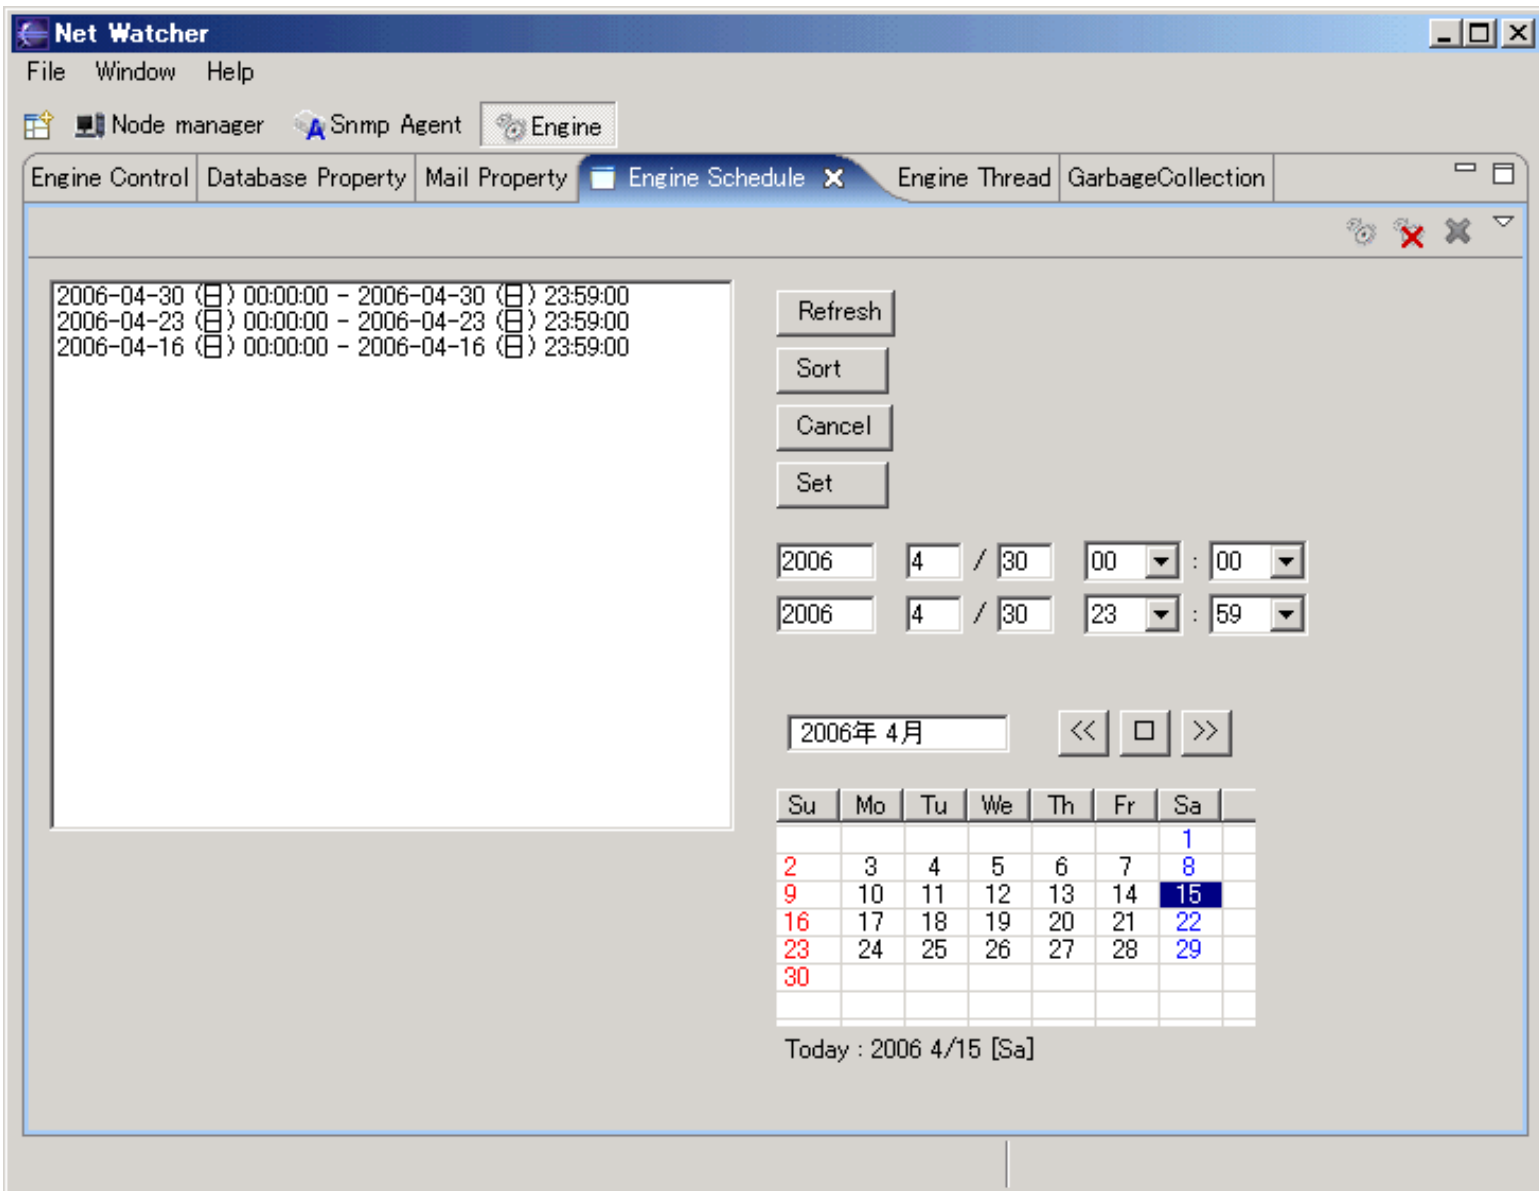 Net Watcher
File Window Help
Node manager Snmp Agent Engine
Engine Control Database Property Mail Property Engine Schedule Engine Thread GarbageCollection
2006-04-30 (日) 00:00:00 - 2006-04-30 (日) 23:59:00
2006-04-23 (日) 00:00:00 - 2006-04-23 (日) 23:59:00
2006-04-16 (日) 00:00:00 - 2006-04-16 (日) 23:59:00
Refresh
Sort
Cancel
Set
2006 4 / 30 00 : 00
2006 4 / 30 23 : 59
2006年 4月 << □ >>
Su Mo Tu We Th Fr Sa
1
2 3 4 5 6 7 8
9 10 11 12 13 14 15
16 17 18 19 20 21 22
23 24 25 26 27 28 29
30
Today : 2006 4/15 [Sa]